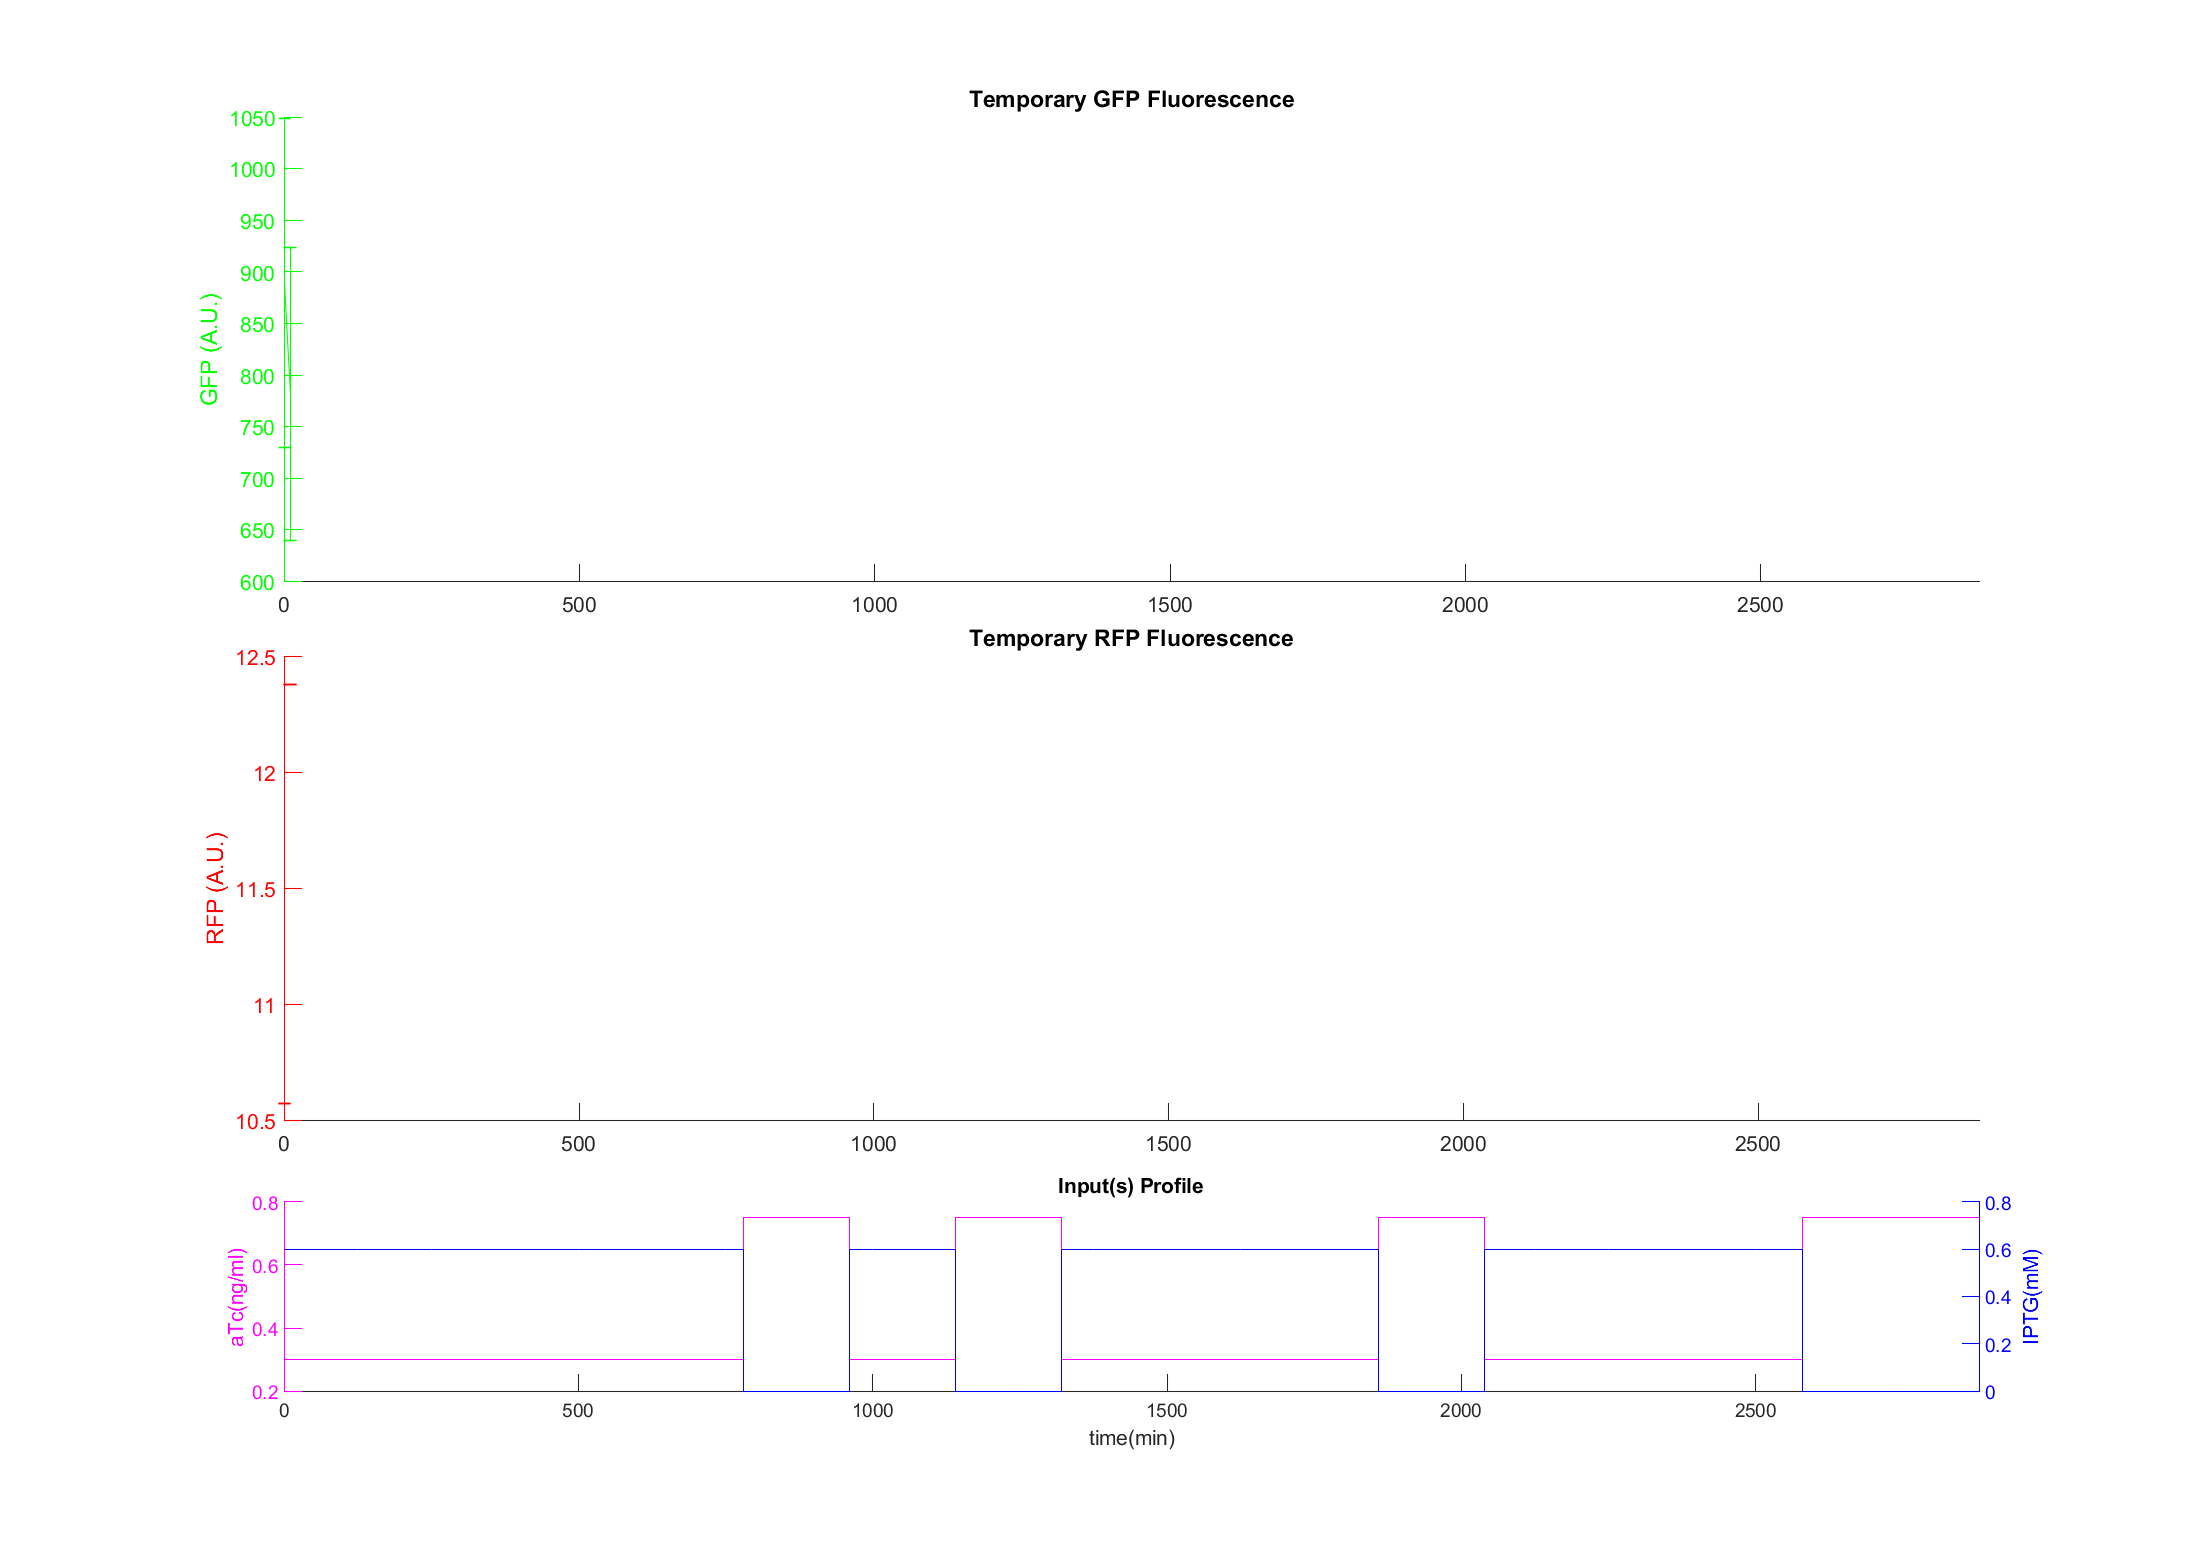 Temporary GFP Fluorescence
1050
1000
950
900
850
800
750
700
650
600
GFP (A.U.)
0 500 1000 1500 2000 2500
Temporary RFP Fluorescence
12.5
12
11.5
11
10.5
RFP (A.U.)
0 500 1000 1500 2000 2500
Input(s) Profile
0.8
0.6
0.4
0.2
aTc(ng/ml)
0.8
0.6
0.4
0.2
0
IPTG(mM)
0 500 1000 1500 2000 2500
time(min)